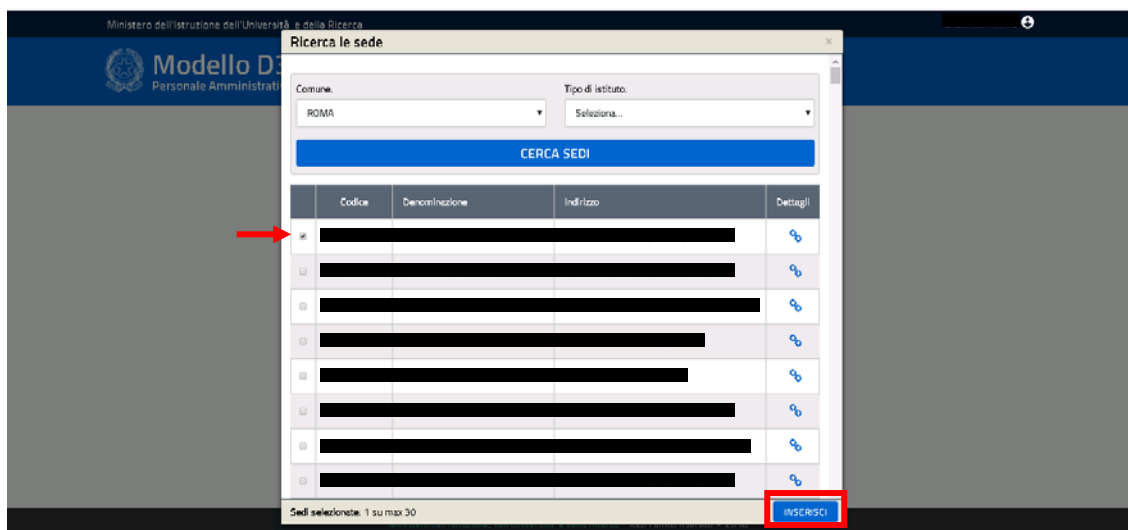 Ministero dell'Istruzione dell'Università e della Ricerca
Ricerca le sede
×
Modello D3
Personale Amministrati
Comune.
Tipo di istituto.
ROMA
Seleziona...
CERCA SEDI
Codice Denominazione Indirizzo Dettagli
Sedi selezionate. 1 su max 30
INSERISCI